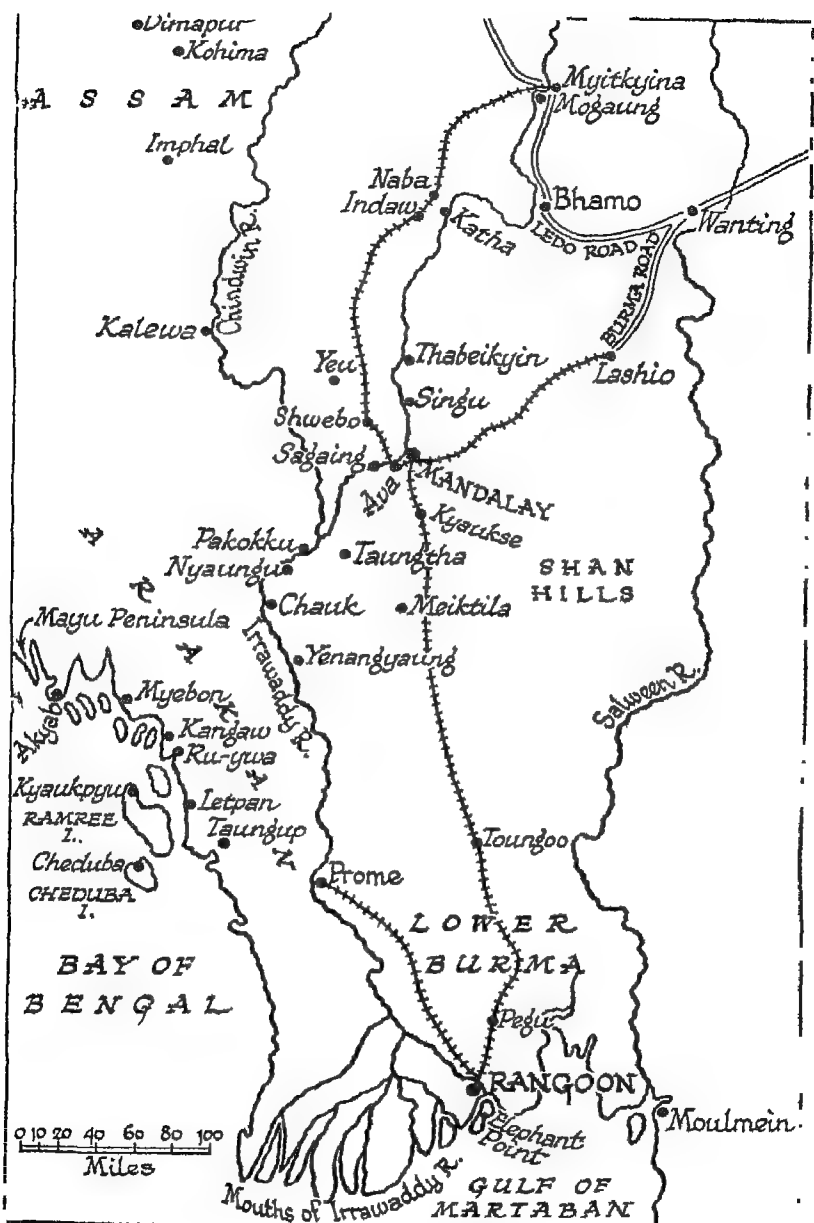 Dimapur
Kohima
ASSAM
Imphal
Myitkyina
Mogaung
Naba
Indaw
Katha
Bhamo
Wanting
LEDO ROAD
BURMA ROAD
Chindwin R.
Kalewa
Yeu
Thabeikyin
Lashio
Singu
Shwebo
Sagaing
Ava
MANDALAY
Kyaukse
Pakokku
Nyaungu
Taungtha
SHAN
HILLS
Chauk
Meiktila
Mayu Peninsula
ARAKAN
Irrawaddy R.
Yenangyaung
Akyab
Myebon
Kangaw
Ru-ywa
Salween R.
Kyaukpyu
RAMREE
I.
Letpan
Taungup
Cheduba
CHEDUBA
I.
Toungoo
Prome
LOWER
BURMA
BAY OF
BENGAL
Pegu
RANGOON
Elephant
Point
Moulmein
0 10 20 40 60 80 100
Miles
Mouths of Irrawaddy R.
GULF OF
MARTABAN